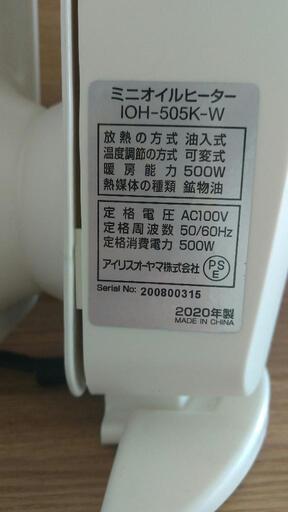 ミニオイルヒーター
IOH-505K-W
放熱の方式 油入式
温度調節の方式 可変式
暖房能力 500W
熱媒体の種類 鉱物油
定格電圧 AC100V
定格周波数 50/60Hz
定格消費電力 500W
アイリスオーヤマ株式会社
PSE
Serial No: 200800315
2020年製
MADE IN CHINA